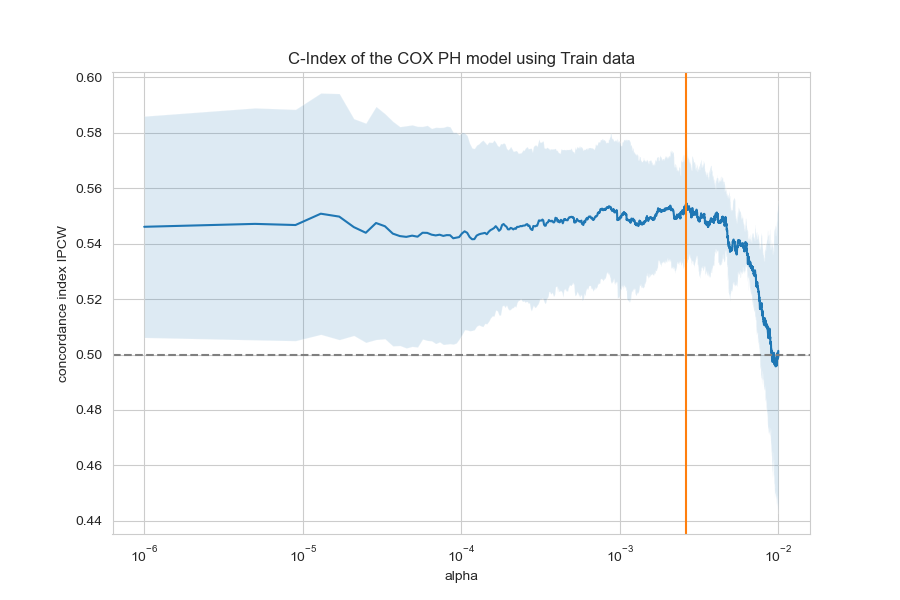 C-Index of the COX PH model using Train data
concordance index IPCW
0.60
0.58
0.56
0.54
0.52
0.50
0.48
0.46
0.44
10⁻⁶ 10⁻⁵ 10⁻⁴ 10⁻³ 10⁻²
alpha